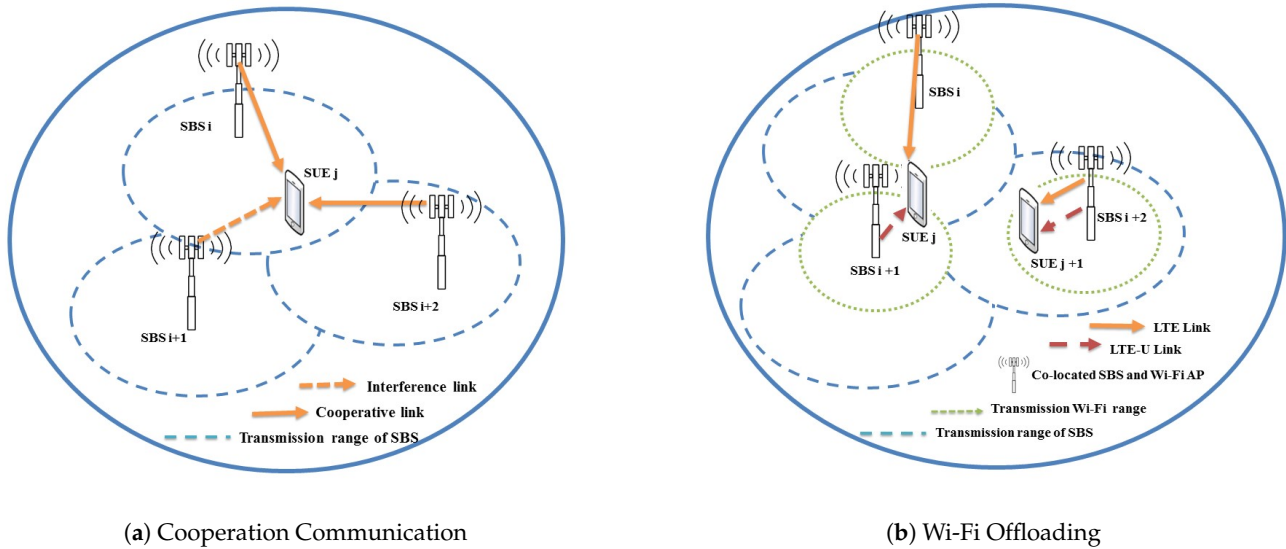 SBS i
SUE j
SBS i+1
SBS i+2
Interference link
Cooperative link
Transmission range of SBS
(a) Cooperation Communication
SBS i
SUE j
SBS i +1
SBS i +2
SUE j +1
LTE Link
LTE-U Link
Co-located SBS and Wi-Fi AP
Transmission Wi-Fi range
Transmission range of SBS
(b) Wi-Fi Offloading